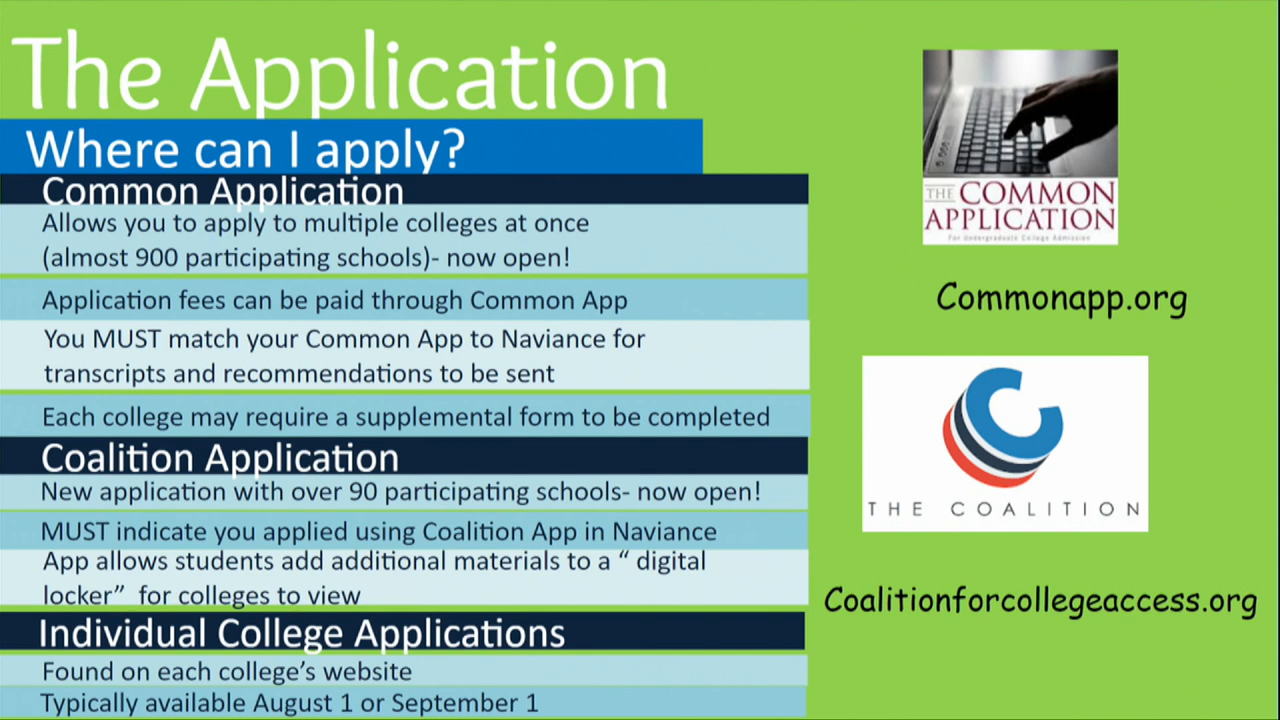 The Application
Where can I apply?
Common Application
Allows you to apply to multiple colleges at once
(almost 900 participating schools)- now open!
Application fees can be paid through Common App
You MUST match your Common App to Naviance for
transcripts and recommendations to be sent
Each college may require a supplemental form to be completed
Coalition Application
New application with over 90 participating schools- now open!
MUST indicate you applied using Coalition App in Naviance
App allows students add additional materials to a “ digital
locker”  for colleges to view
Individual College Applications
Found on each college’s website
Typically available August 1 or September 1
THE COMMON
APPLICATION
For Undergraduate College Admission
Commonapp.org
THE COALITION
Coalitionforcollegeaccess.org